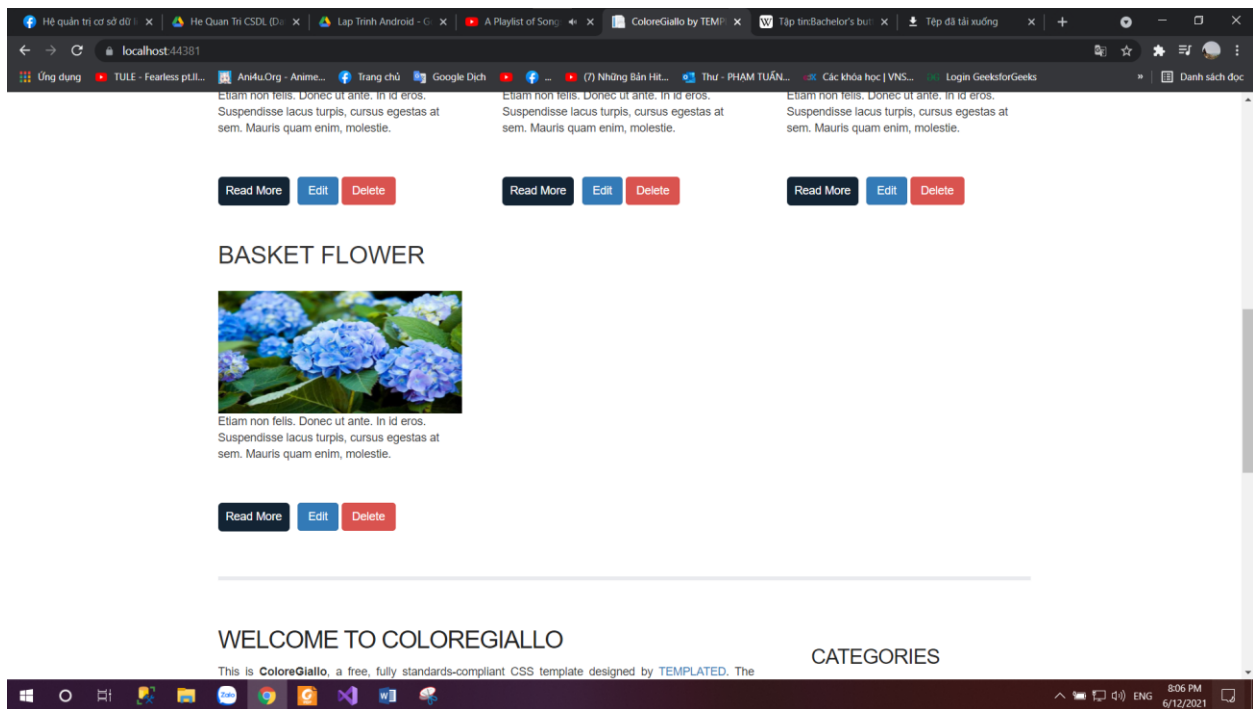 Hệ quản trị cơ sở dữ l
He Quan Tri CSDL (Da
Lap Trinh Android - G
A Playlist of Song
ColoreGiallo by TEMP
Tập tin:Bachelor's but
Tệp đã tải xuống
localhost:44381
Ứng dụng
TULE - Fearless pt.II...
Ani4u.Org - Anime...
Trang chủ
Google Dịch
...
(7) Những Bản Hit...
Thư - PHAM TUẤN...
Các khóa học | VNS...
Login GeeksforGeeks
»
Danh sách đọc
Etiam non felis. Donec ut ante. In id eros.
Suspendisse lacus turpis, cursus egestas at
sem. Mauris quam enim, molestie.
Etiam non felis. Donec ut ante. In id eros.
Suspendisse lacus turpis, cursus egestas at
sem. Mauris quam enim, molestie.
Etiam non felis. Donec ut ante. In id eros.
Suspendisse lacus turpis, cursus egestas at
sem. Mauris quam enim, molestie.
Read More Edit Delete
Read More Edit Delete
Read More Edit Delete
BASKET FLOWER
Etiam non felis. Donec ut ante. In id eros.
Suspendisse lacus turpis, cursus egestas at
sem. Mauris quam enim, molestie.
Read More Edit Delete
WELCOME TO COLOREGIALLO
This is ColoreGiallo, a free, fully standards-compliant CSS template designed by TEMPLATED. The
CATEGORIES
Zalo
ENG
8:06 PM
6/12/2021